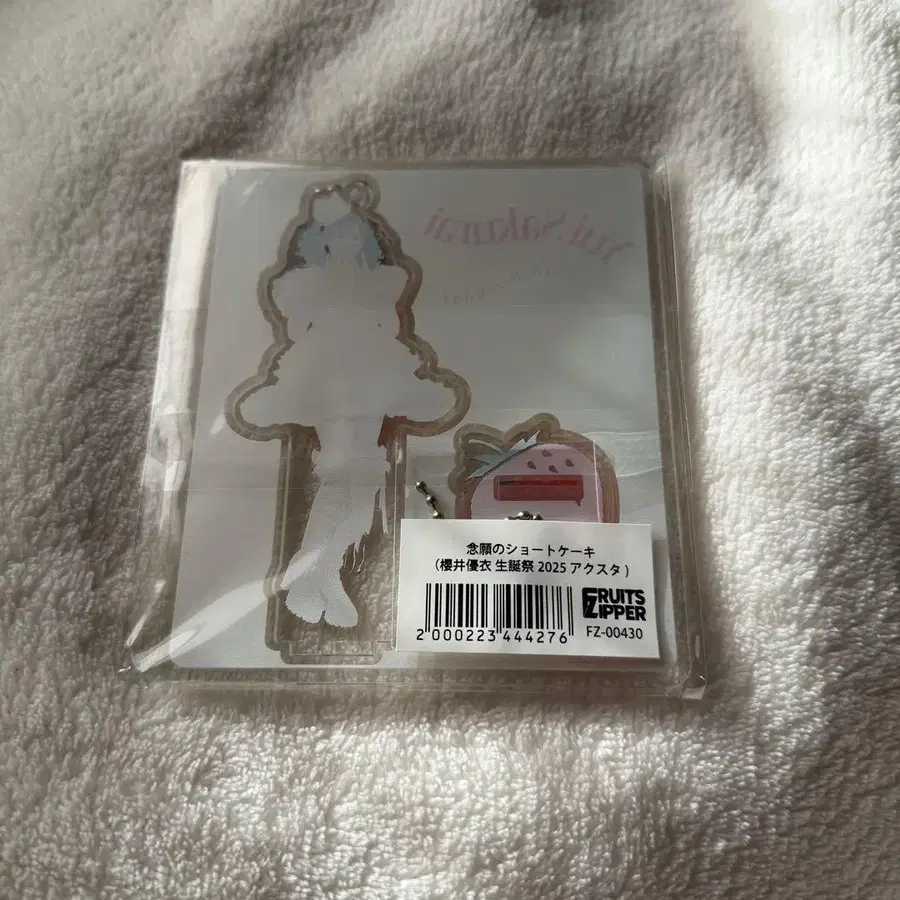 Yui Sakurai
念願のショートケーキ
(櫻井優衣 生誕祭 2025 アクスタ)
FRUITS
ZIPPER
2 000223 444276
FZ-00430